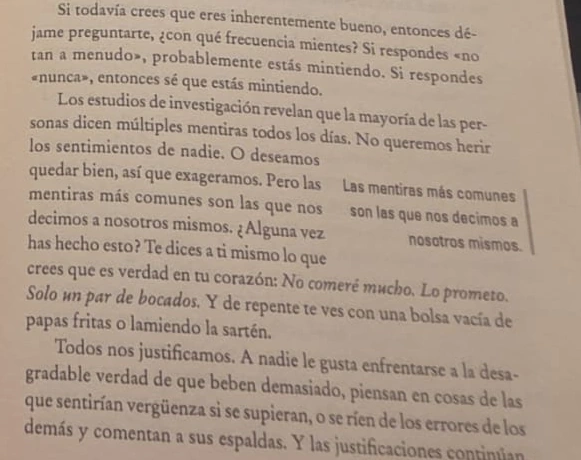 Si todavía crees que eres inherentemente bueno, entonces dé-
jame preguntarte, ¿con qué frecuencia mientes? Si respondes «no
tan a menudo», probablemente estás mintiendo. Si respondes
«nunca», entonces sé que estás mintiendo.
Los estudios de investigación revelan que la mayoría de las per-
sonas dicen múltiples mentiras todos los días. No queremos herir
los sentimientos de nadie. O deseamos
quedar bien, así que exageramos. Pero las
mentiras más comunes son las que nos
decimos a nosotros mismos. ¿Alguna vez
has hecho esto? Te dices a ti mismo lo que
crees que es verdad en tu corazón: No comeré mucho. Lo prometo.
Solo un par de bocados. Y de repente te ves con una bolsa vacía de
papas fritas o lamiendo la sartén.
Todos nos justificamos. A nadie le gusta enfrentarse a la desa-
gradable verdad de que beben demasiado, piensan en cosas de las
que sentirían vergüenza si se supieran, o se ríen de los errores de los
demás y comentan a sus espaldas. Y las justificaciones continúan
Las mentiras más comunes
son las que nos decimos a
nosotros mismos.